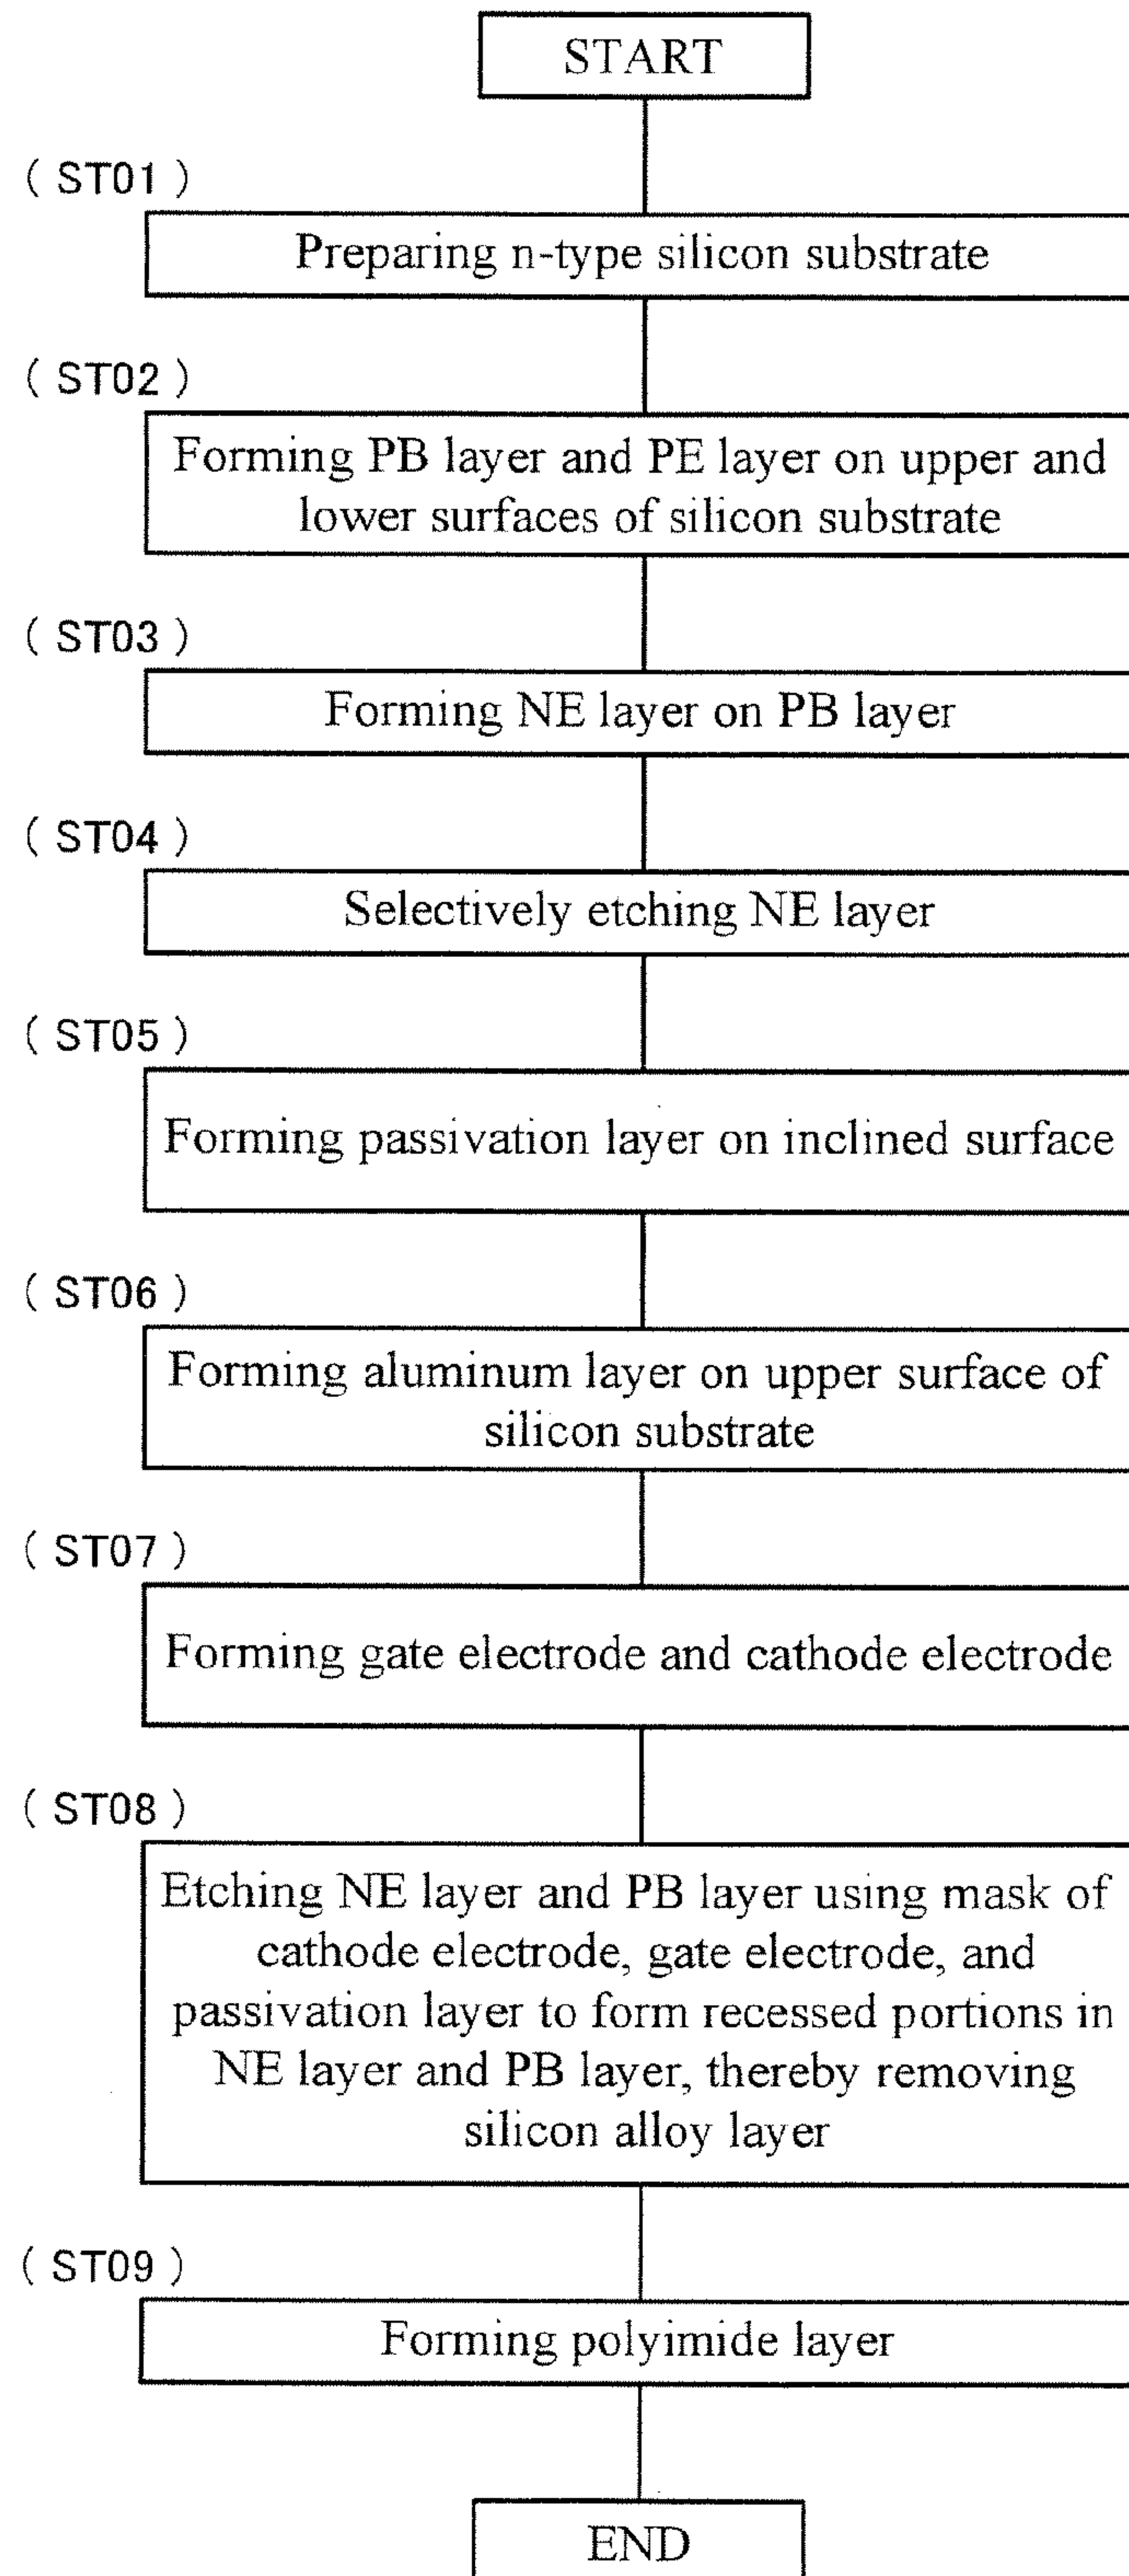 START
( ST01 )
Preparing n-type silicon substrate
( ST02 )
Forming PB layer and PE layer on upper and
lower surfaces of silicon substrate
( ST03 )
Forming NE layer on PB layer
( ST04 )
Selectively etching NE layer
( ST05 )
Forming passivation layer on inclined surface
( ST06 )
Forming aluminum layer on upper surface of
silicon substrate
( ST07 )
Forming gate electrode and cathode electrode
( ST08 )
Etching NE layer and PB layer using mask of
cathode electrode, gate electrode, and
passivation layer to form recessed portions in
NE layer and PB layer, thereby removing
silicon alloy layer
( ST09 )
Forming polyimide layer
END